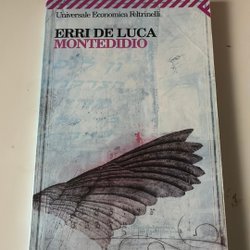 Universale Economica Feltrinelli
ERRI DE LUCA
MONTEDIDIO